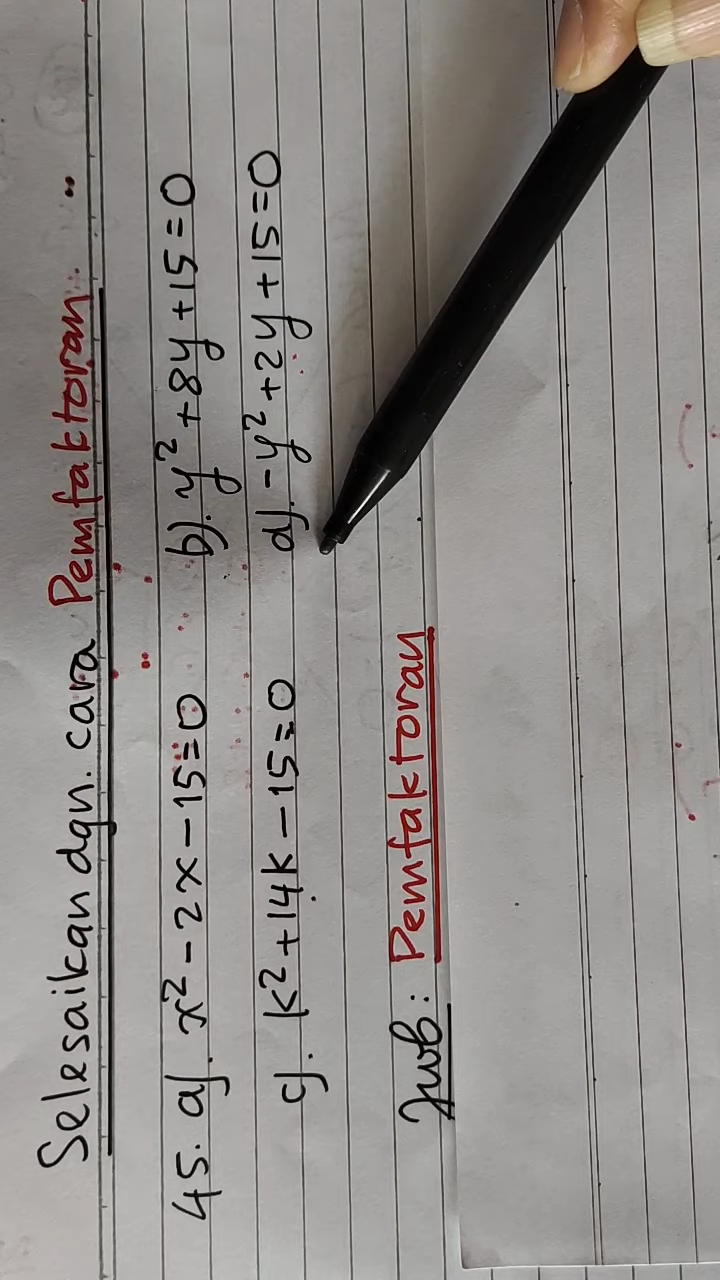 Selesaikan dgn. cara Pemfaktoran..
45. a). x² - 2x - 15 = 0 b). y² + 8y + 15 = 0
c). k² + 14k - 15 = 0 d). -y² + 2y + 15 = 0
Jwb: Pemfaktoran